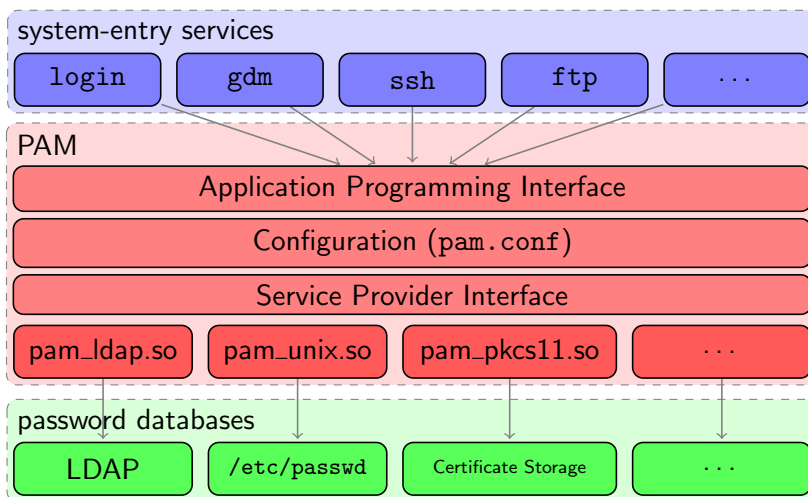 system-entry services
login gdm ssh ftp ...
PAM
Application Programming Interface
Configuration (pam.conf)
Service Provider Interface
pam_ldap.so pam_unix.so pam_pkcs11.so ...
password databases
LDAP /etc/passwd Certificate Storage ...